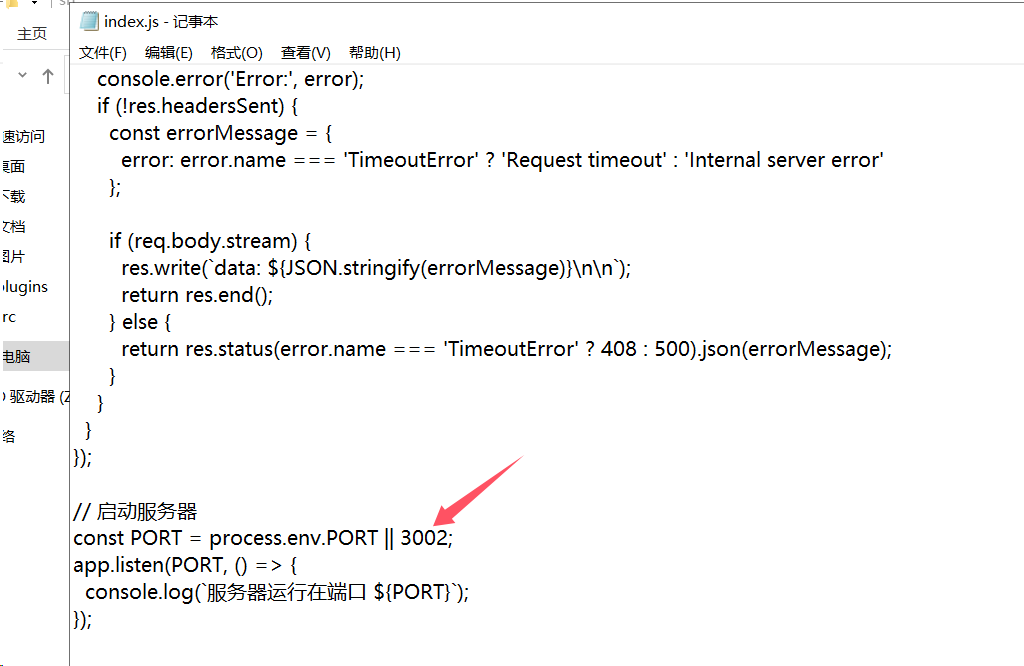 主页
index.js - 记事本
文件(F) 编辑(E) 格式(O) 查看(V) 帮助(H)
速访问
桌面
下载
文档
图片
plugins
rc
电脑
驱动器 (Z
络
console.error('Error:', error);
if (!res.headersSent) {
const errorMessage = {
error: error.name === 'TimeoutError' ? 'Request timeout' : 'Internal server error'
};
if (req.body.stream) {
res.write(`data: ${JSON.stringify(errorMessage)}\n\n`);
return res.end();
} else {
return res.status(error.name === 'TimeoutError' ? 408 : 500).json(errorMessage);
}
}
}
});
// 启动服务器
const PORT = process.env.PORT || 3002;
app.listen(PORT, () => {
console.log(`服务器运行在端口 ${PORT}`);
});